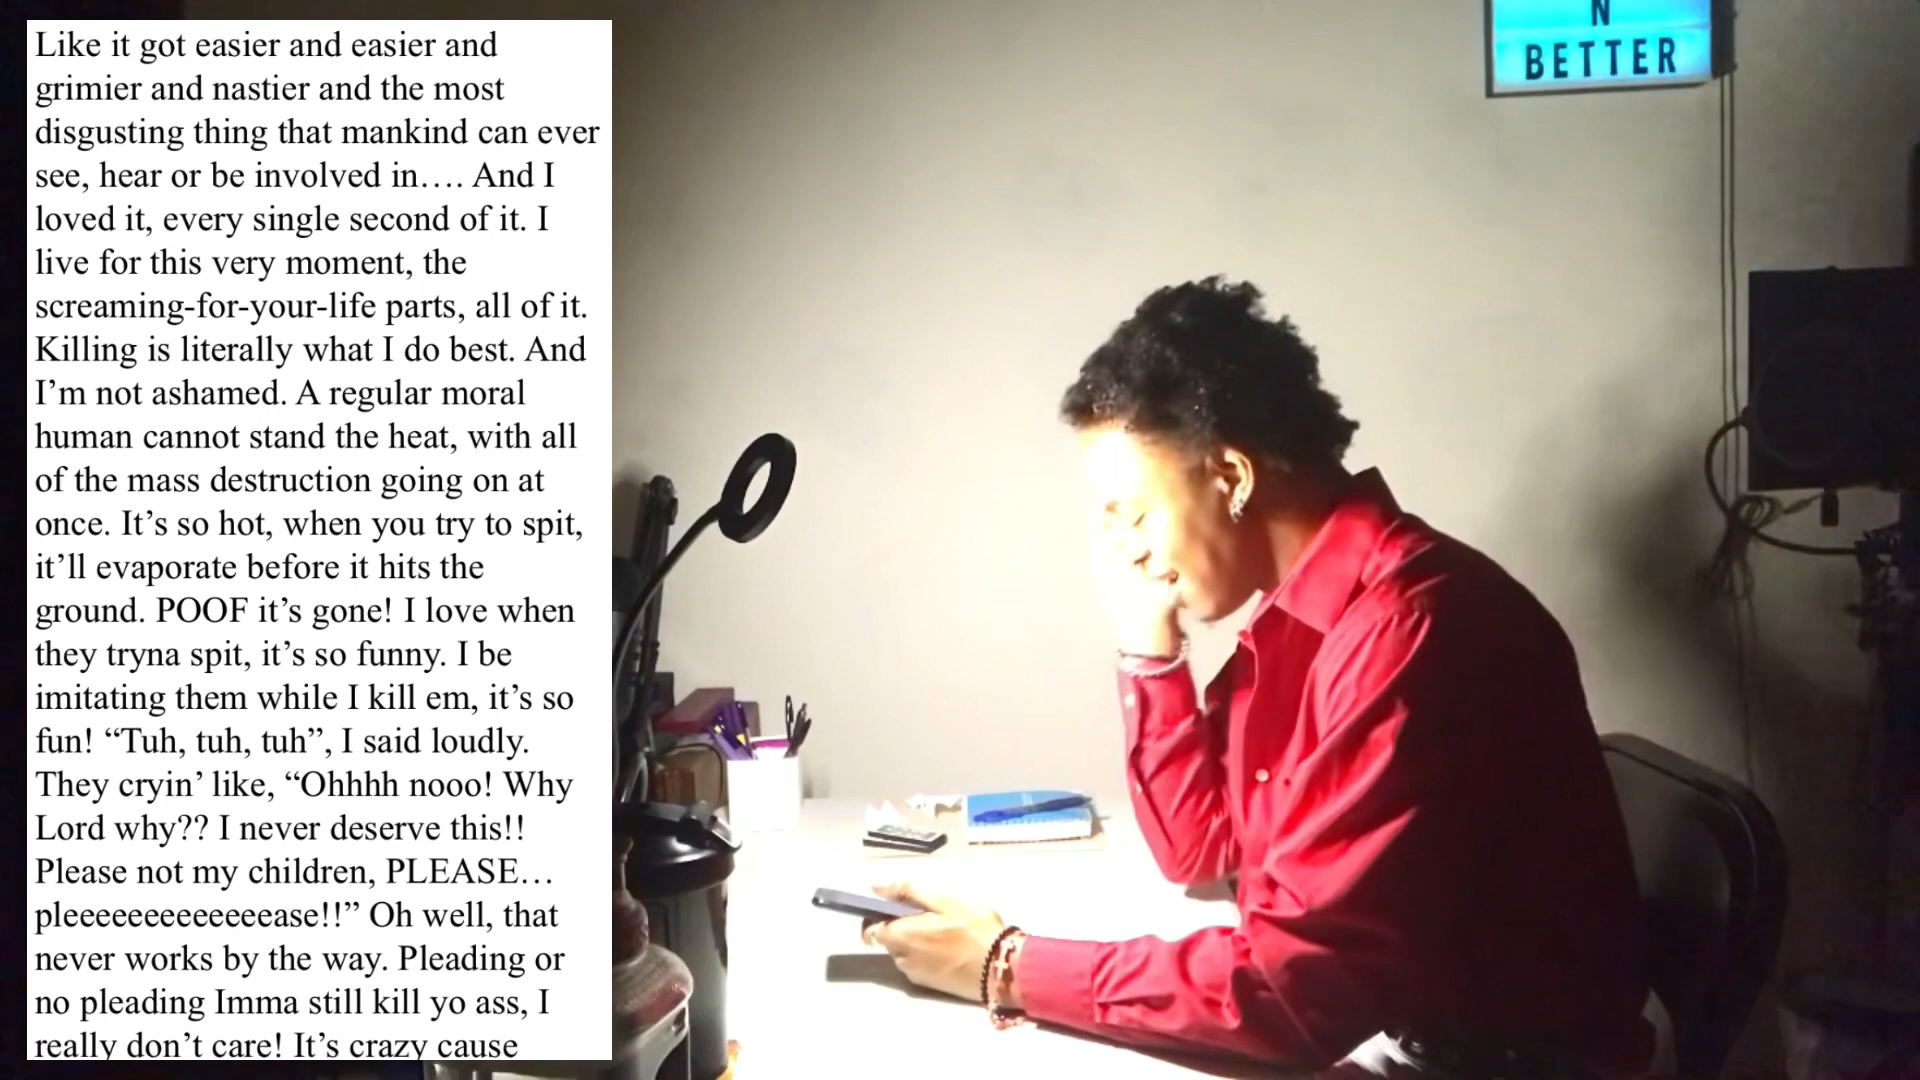 Like it got easier and easier and
grimier and nastier and the most
disgusting thing that mankind can ever
see, hear or be involved in…. And I
loved it, every single second of it. I
live for this very moment, the
screaming-for-your-life parts, all of it.
Killing is literally what I do best. And
I’m not ashamed. A regular moral
human cannot stand the heat, with all
of the mass destruction going on at
once. It’s so hot, when you try to spit,
it’ll evaporate before it hits the
ground. POOF it’s gone! I love when
they tryna spit, it’s so funny. I be
imitating them while I kill em, it’s so
fun! “Tuh, tuh, tuh”, I said loudly.
They cryin’ like, “Ohhhh nooo! Why
Lord why?? I never deserve this!!
Please not my children, PLEASE…
pleeeeeeeeeeeeease!!” Oh well, that
never works by the way. Pleading or
no pleading Imma still kill yo ass, I
really don’t care! It’s crazy cause
N
BETTER